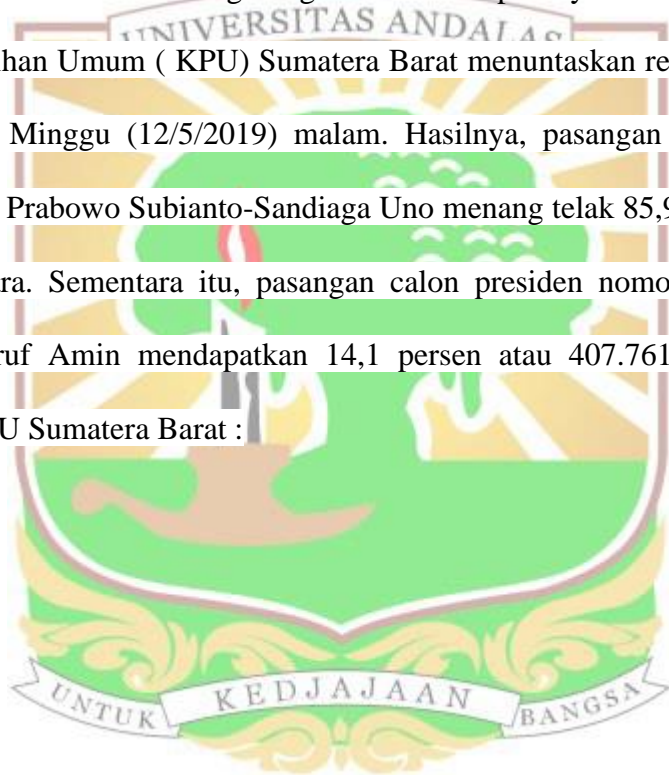 UNIVERSITAS ANDALAS
ihan Umum ( KPU) Sumatera Barat menuntaskan re
Minggu (12/5/2019) malam. Hasilnya, pasangan
Prabowo Subianto-Sandiaga Uno menang telak 85,9
ra. Sementara itu, pasangan calon presiden nomo
ruf Amin mendapatkan 14,1 persen atau 407.761
U Sumatera Barat :
UNTUK KEDJAJAAN BANGSA